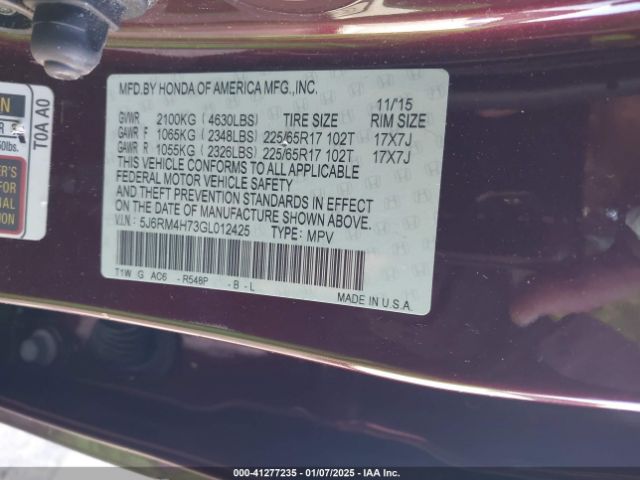 MFD.BY HONDA OF AMERICA MFG.,INC.
11/15
GVWR 2100KG (4630LBS) TIRE SIZE RIM SIZE
GAWR F 1065KG (2348LBS) 225/65R17 102T 17X7J
GAWR R 1055KG (2326LBS) 225/65R17 102T 17X7J
THIS VEHICLE CONFORMS TO ALL APPLICABLE
FEDERAL MOTOR VEHICLE SAFETY
AND THEFT PREVENTION STANDARDS IN EFFECT
ON THE DATE OF MANUFACTURE SHOWN ABOVE.
V.I.N: 5J6RM4H73GL012425 TYPE: MPV
T1W G AC6 -R548P -B-L
MADE IN U.S.A.
T0A A0
000-41277235 - 01/07/2025 - IAA Inc.